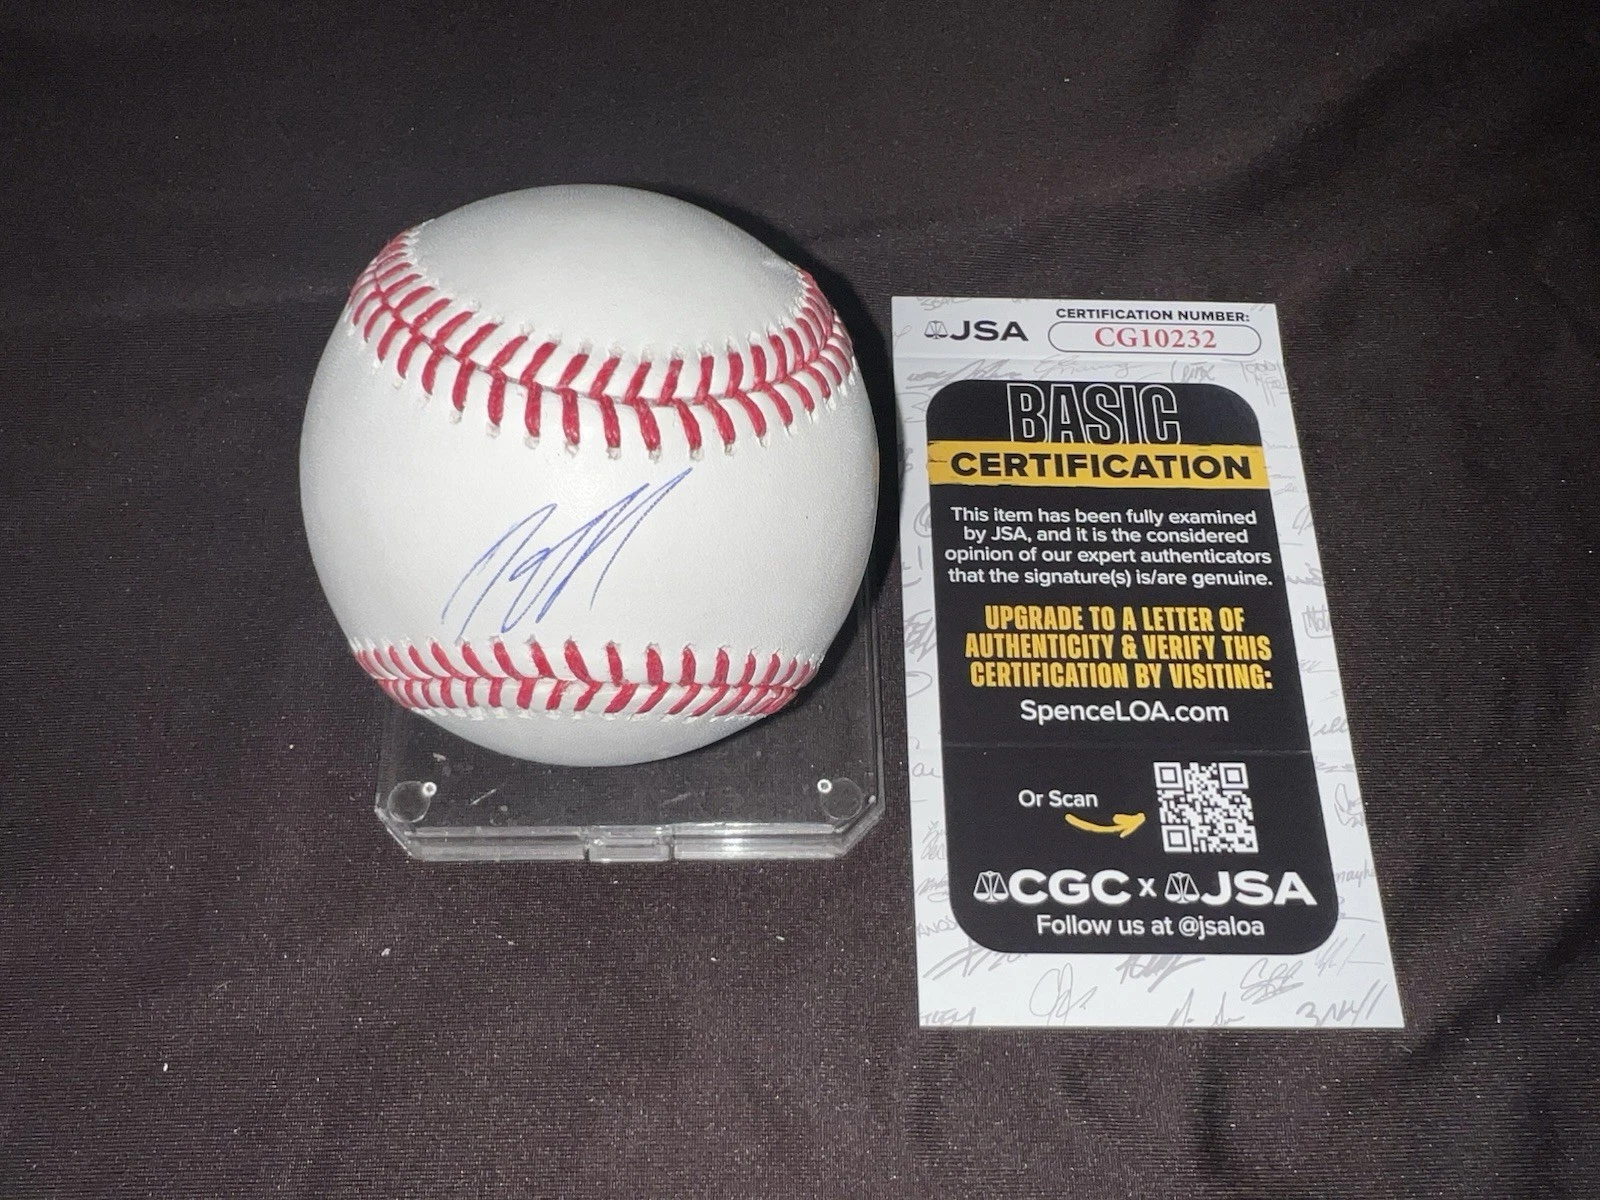 JSA
CERTIFICATION NUMBER:
CG10232
BASIC
CERTIFICATION
This item has been fully examined
by JSA, and it is the considered
opinion of our expert authenticators
that the signature(s) is/are genuine.
UPGRADE TO A LETTER OF
AUTHENTICITY & VERIFY THIS
CERTIFICATION BY VISITING:
SpenceLOA.com
Or Scan
CGC x JSA
Follow us at @jsaloa